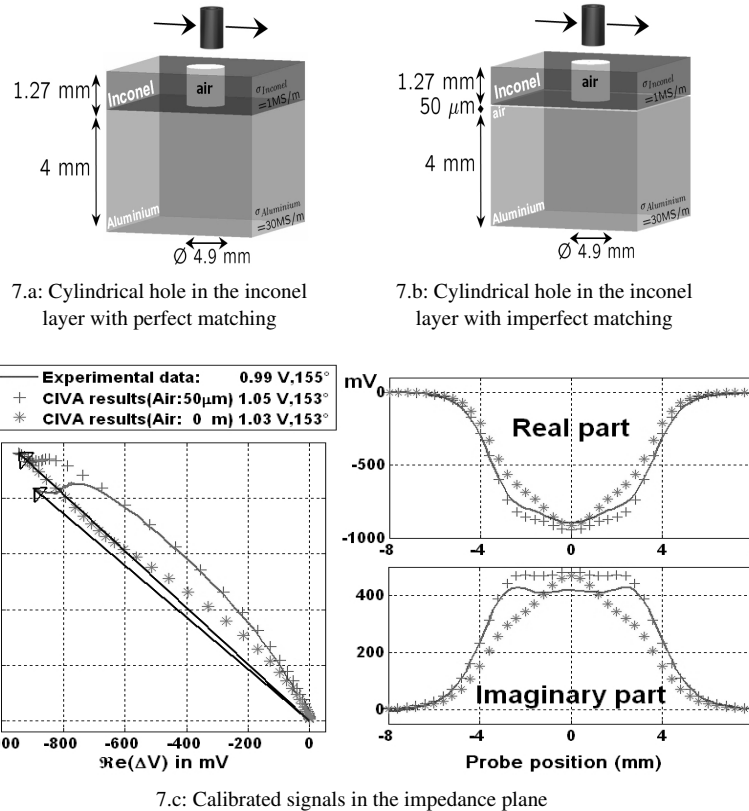 1.27 mm
Inconel
air
σInconel
=1MS/m
4 mm
Aluminium
σAluminium
=30MS/m
Ø 4.9 mm
1.27 mm
50 µm
Inconel
air
air
σInconel
=1MS/m
4 mm
Aluminium
σAluminium
=30MS/m
Ø 4.9 mm
7.a: Cylindrical hole in the inconel
layer with perfect matching
7.b: Cylindrical hole in the inconel
layer with imperfect matching
Experimental data: 0.99 V,155°
CIVA results(Air:50µm) 1.05 V,153°
CIVA results(Air: 0 m) 1.03 V,153°
00 -800 -600 -400 -200 0
ℜe(ΔV) in mV
mV
0
-500
-1000
Real part
-8 -4 0 4
400
200
0
Imaginary part
-8 -4 0 4
Probe position (mm)
7.c: Calibrated signals in the impedance plane